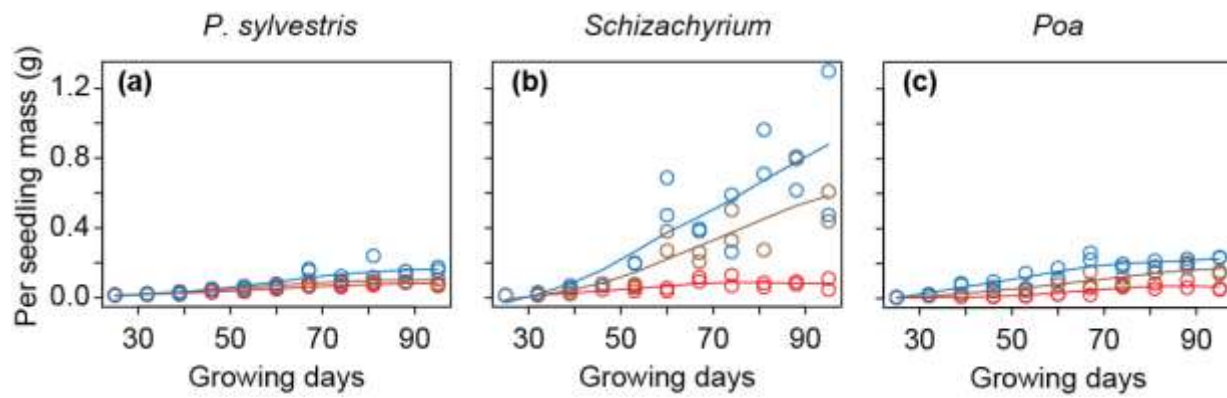 P. sylvestris Schizachyrium Poa
Per seedling mass (g)
1.2
0.8
0.4
0.0
(a) (b) (c)
30 50 70 90 30 50 70 90 30 50 70 90
Growing days Growing days Growing days